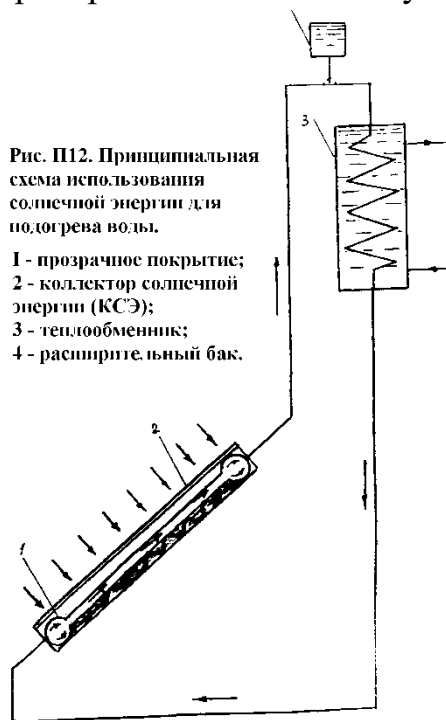 Рис. П12. Принципиальная
схема использования
солнечной энергии для
подогрева воды.
1 - прозрачное покрытие;
2 - коллектор солнечной
энергии (КСЭ);
3 - теплообменник;
4 - расширительный бак.
3
2
1